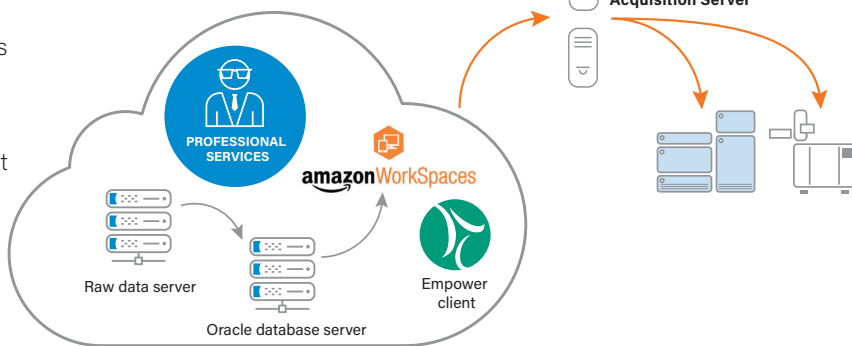 Acquisition Server
s
t
PROFESSIONAL
SERVICES
amazonWorkSpaces
Raw data server
Oracle database server
Empower
client